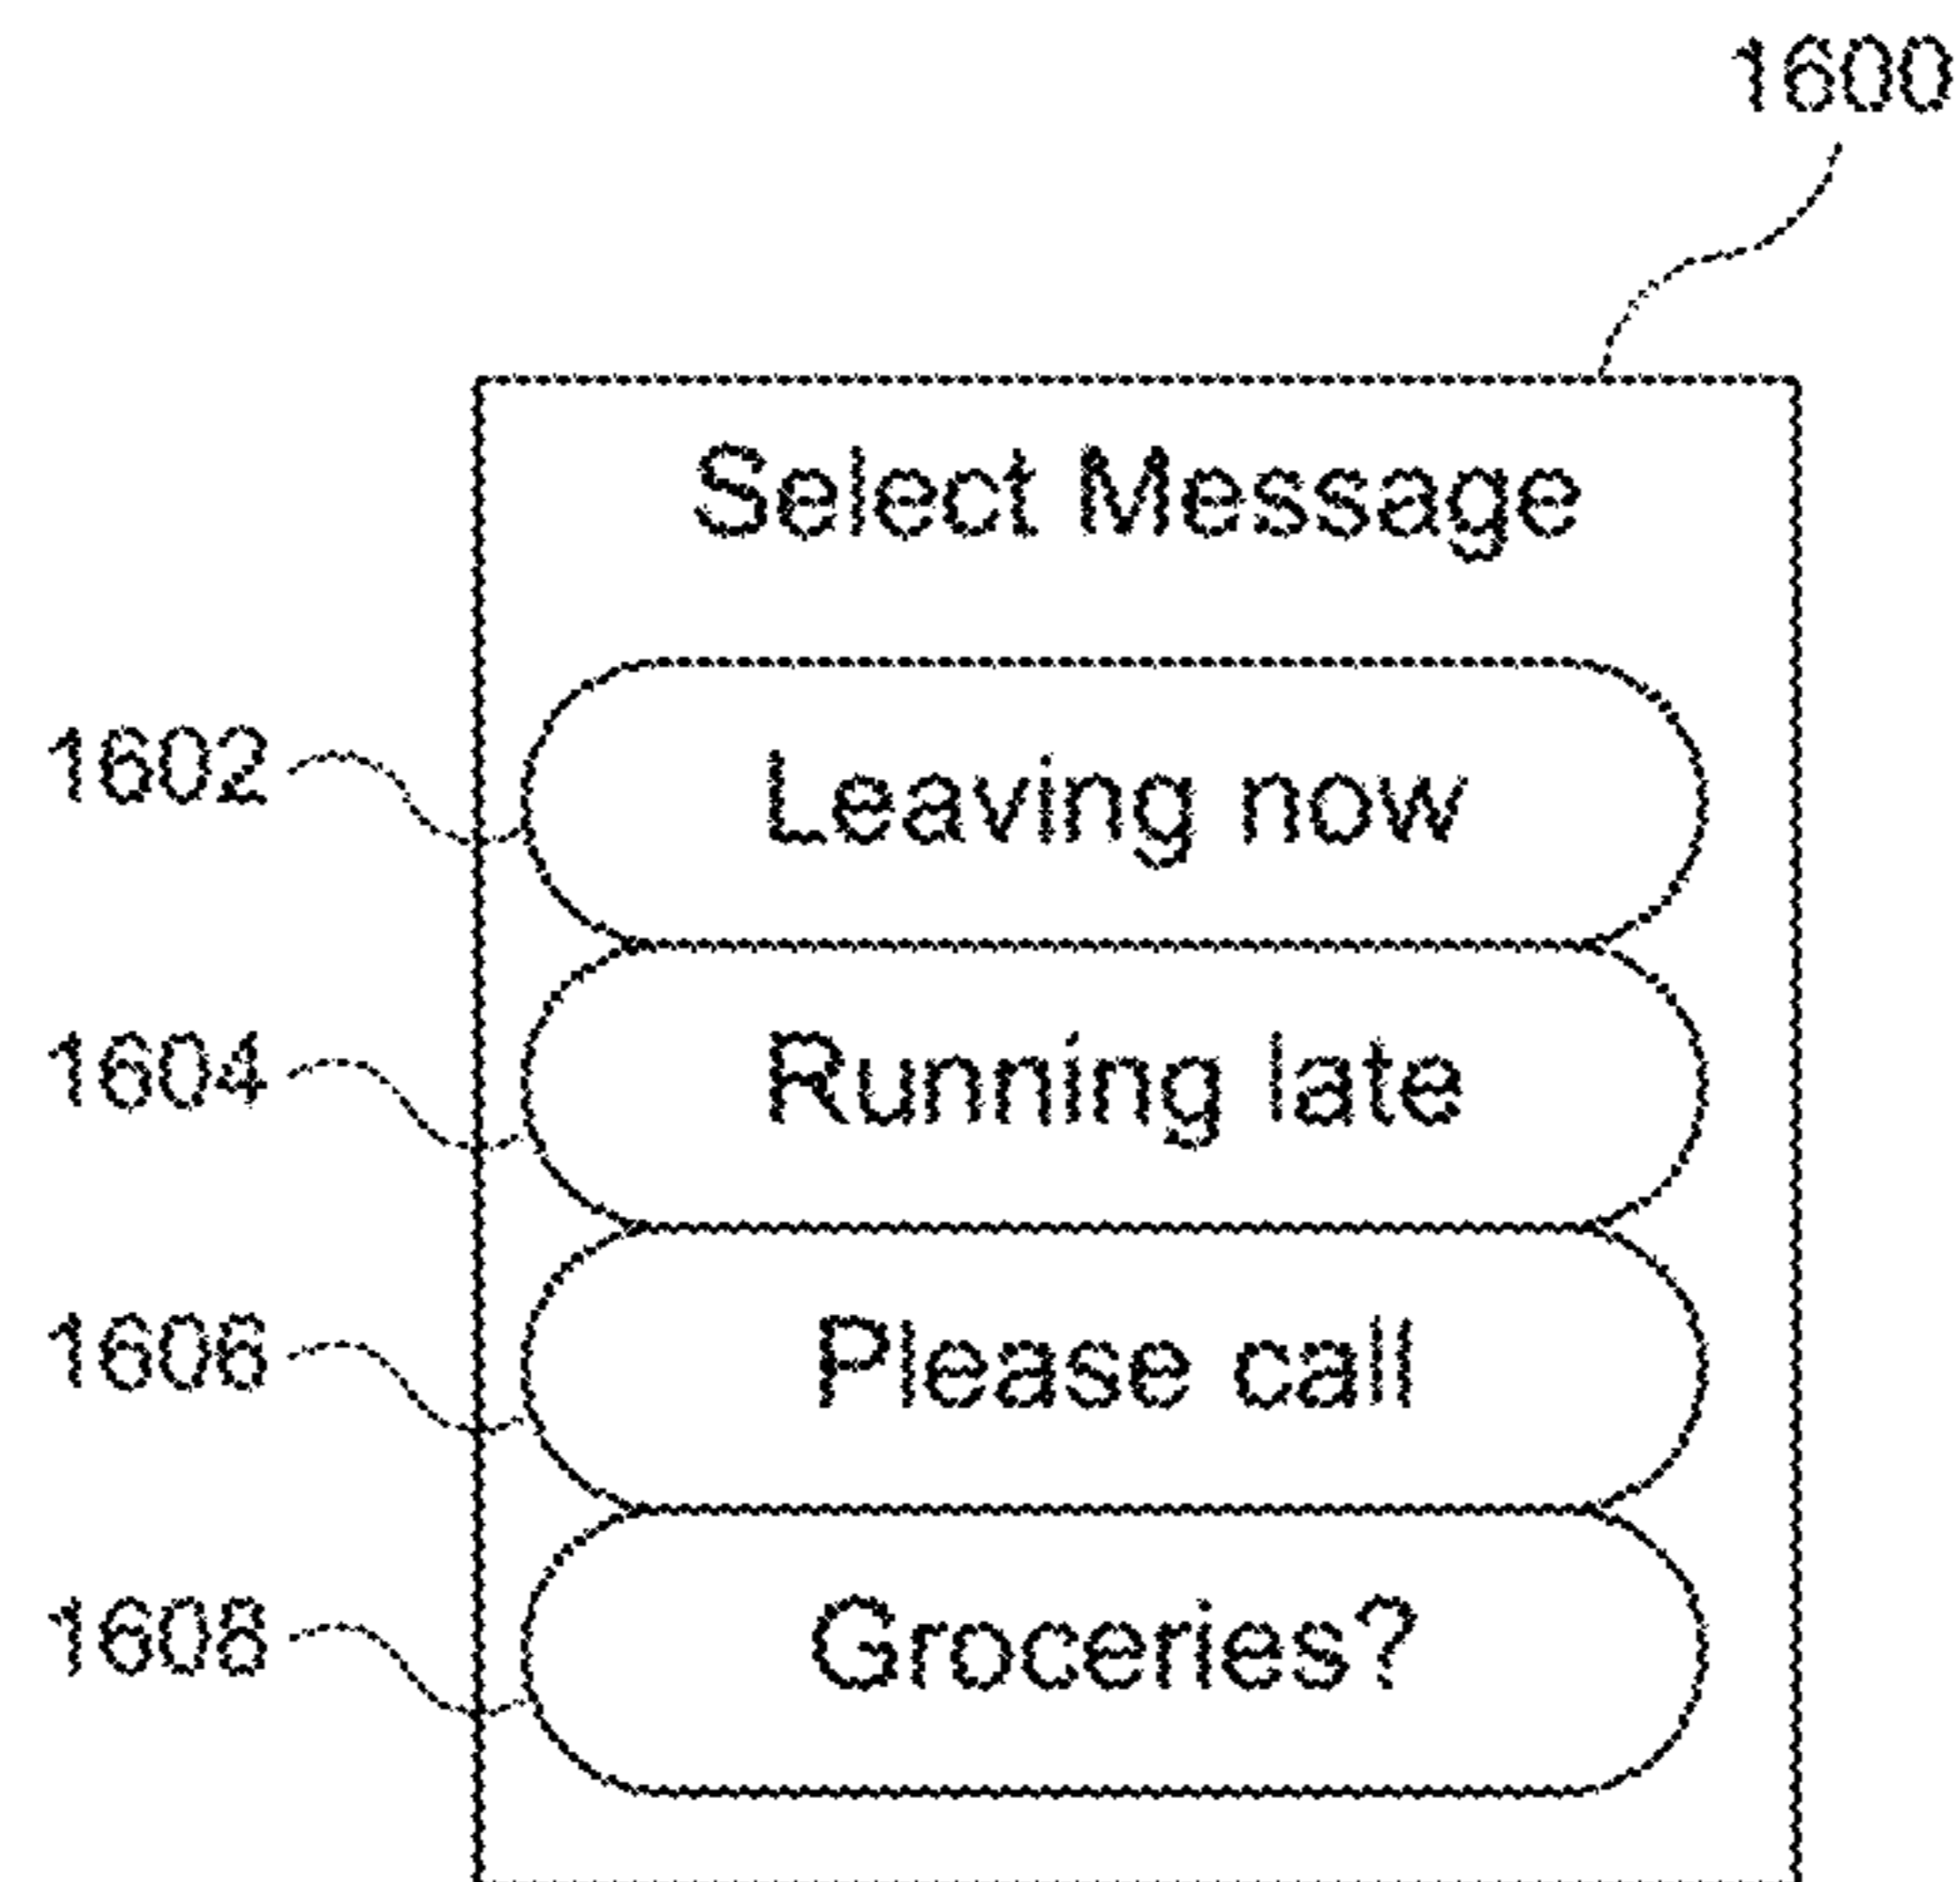 1600
Select Message
1602 Leaving now
1604 Running late
1606 Please call
1608 Groceries?